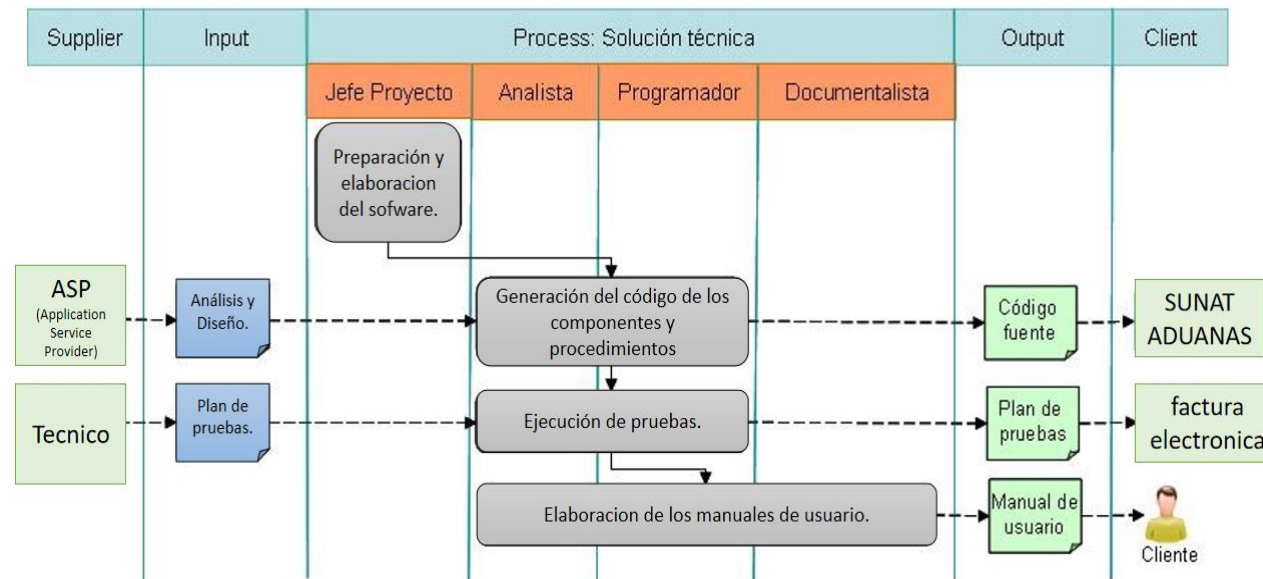 Supplier
Input
Process: Solución técnica
Output
Client
Jefe Proyecto
Analista
Programador
Documentalista
Preparación y
elaboracion
del sofware.
ASP
(Application
Service
Provider)
Análisis y
Diseño.
Generación del código de los
componentes y
procedimientos
Código
fuente
SUNAT
ADUANAS
Tecnico
Plan de
pruebas.
Ejecución de pruebas.
Plan de
pruebas
factura
electronica
Elaboracion de los manuales de usuario.
Manual de
usuario
Cliente